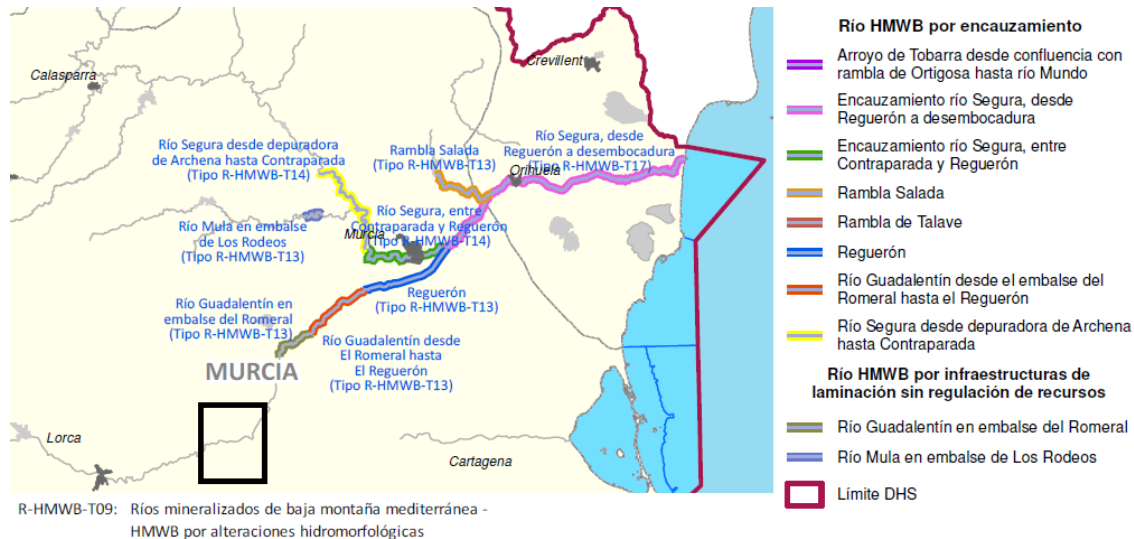 Calasparra
Crevillent
Río Segura desde depuradora
de Archena hasta Contraparada
(Tipo R-HMWB-T14)
Rambla Salada
(Tipo R-HMWB-T13)
Río Segura, desde
Reguerón a desembocadura
(Tipo R-HMWB-T17)
Orihuela
Río Mula en embalse
de Los Rodeos
(Tipo R-HMWB-T13)
Río Segura, entre
Contraparada y Reguerón
(Tipo R-HMWB-T14)
Murcia
Reguerón
(Tipo R-HMWB-T13)
Río Guadalentín en
embalse del Romeral
(Tipo R-HMWB-T13)
Río Guadalentín desde
El Romeral hasta
El Reguerón
(Tipo R-HMWB-T13)
MURCIA
Lorca
Cartagena
Río HMWB por encauzamiento
Arroyo de Tobarra desde confluencia con
rambla de Ortigosa hasta río Mundo
Encauzamiento río Segura, desde
Reguerón a desembocadura
Encauzamiento río Segura, entre
Contraparada y Reguerón
Rambla Salada
Rambla de Talave
Reguerón
Río Guadalentín desde el embalse del
Romeral hasta el Reguerón
Río Segura desde depuradora de Archena
hasta Contraparada
Río HMWB por infraestructuras de
laminación sin regulación de recursos
Río Guadalentín en embalse del Romeral
Río Mula en embalse de Los Rodeos
Límite DHS
R-HMWB-T09: Ríos mineralizados de baja montaña mediterránea -
HMWB por alteraciones hidromorfológicas